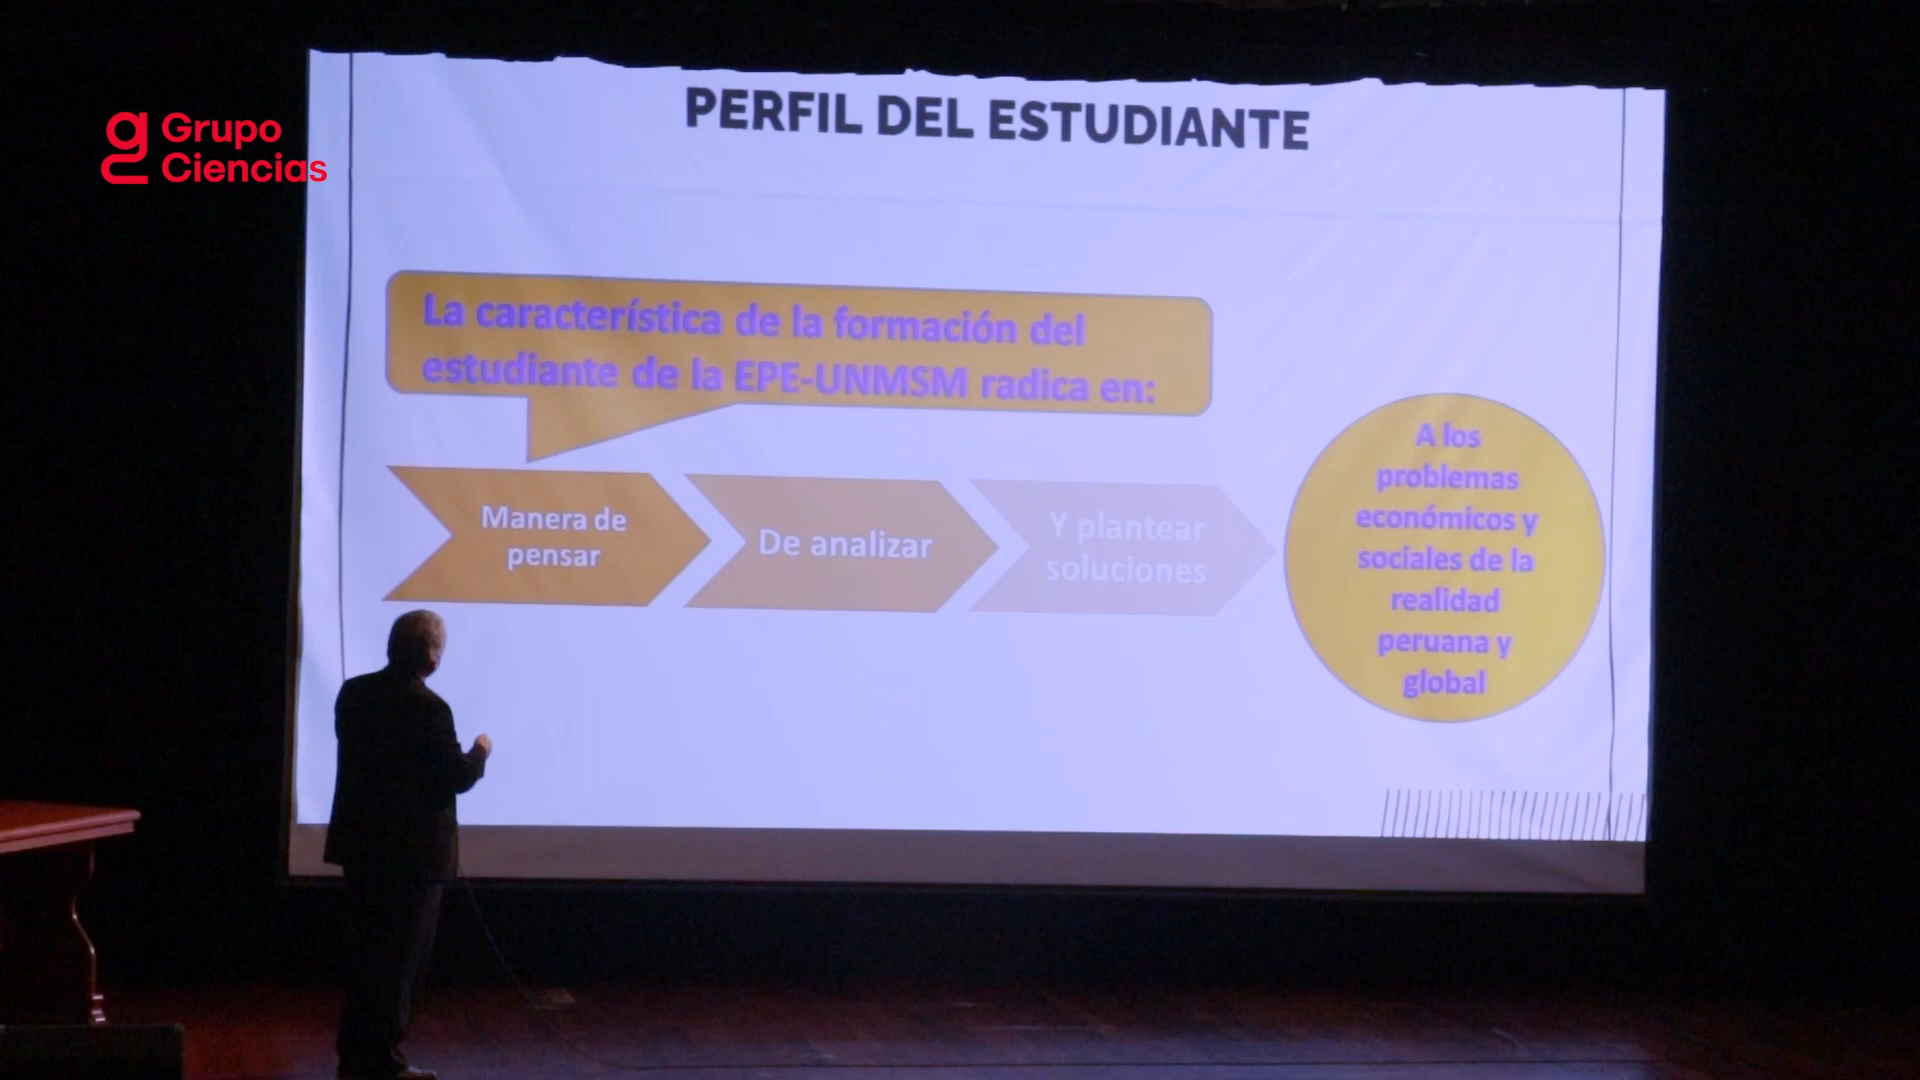 Grupo
Ciencias
PERFIL DEL ESTUDIANTE
La característica de la formación del
estudiante de la EPE-UNMSM radica en:
Manera de
pensar
De analizar
Y plantear
soluciones
A los
problemas
económicos y
sociales de la
realidad
peruana y
global